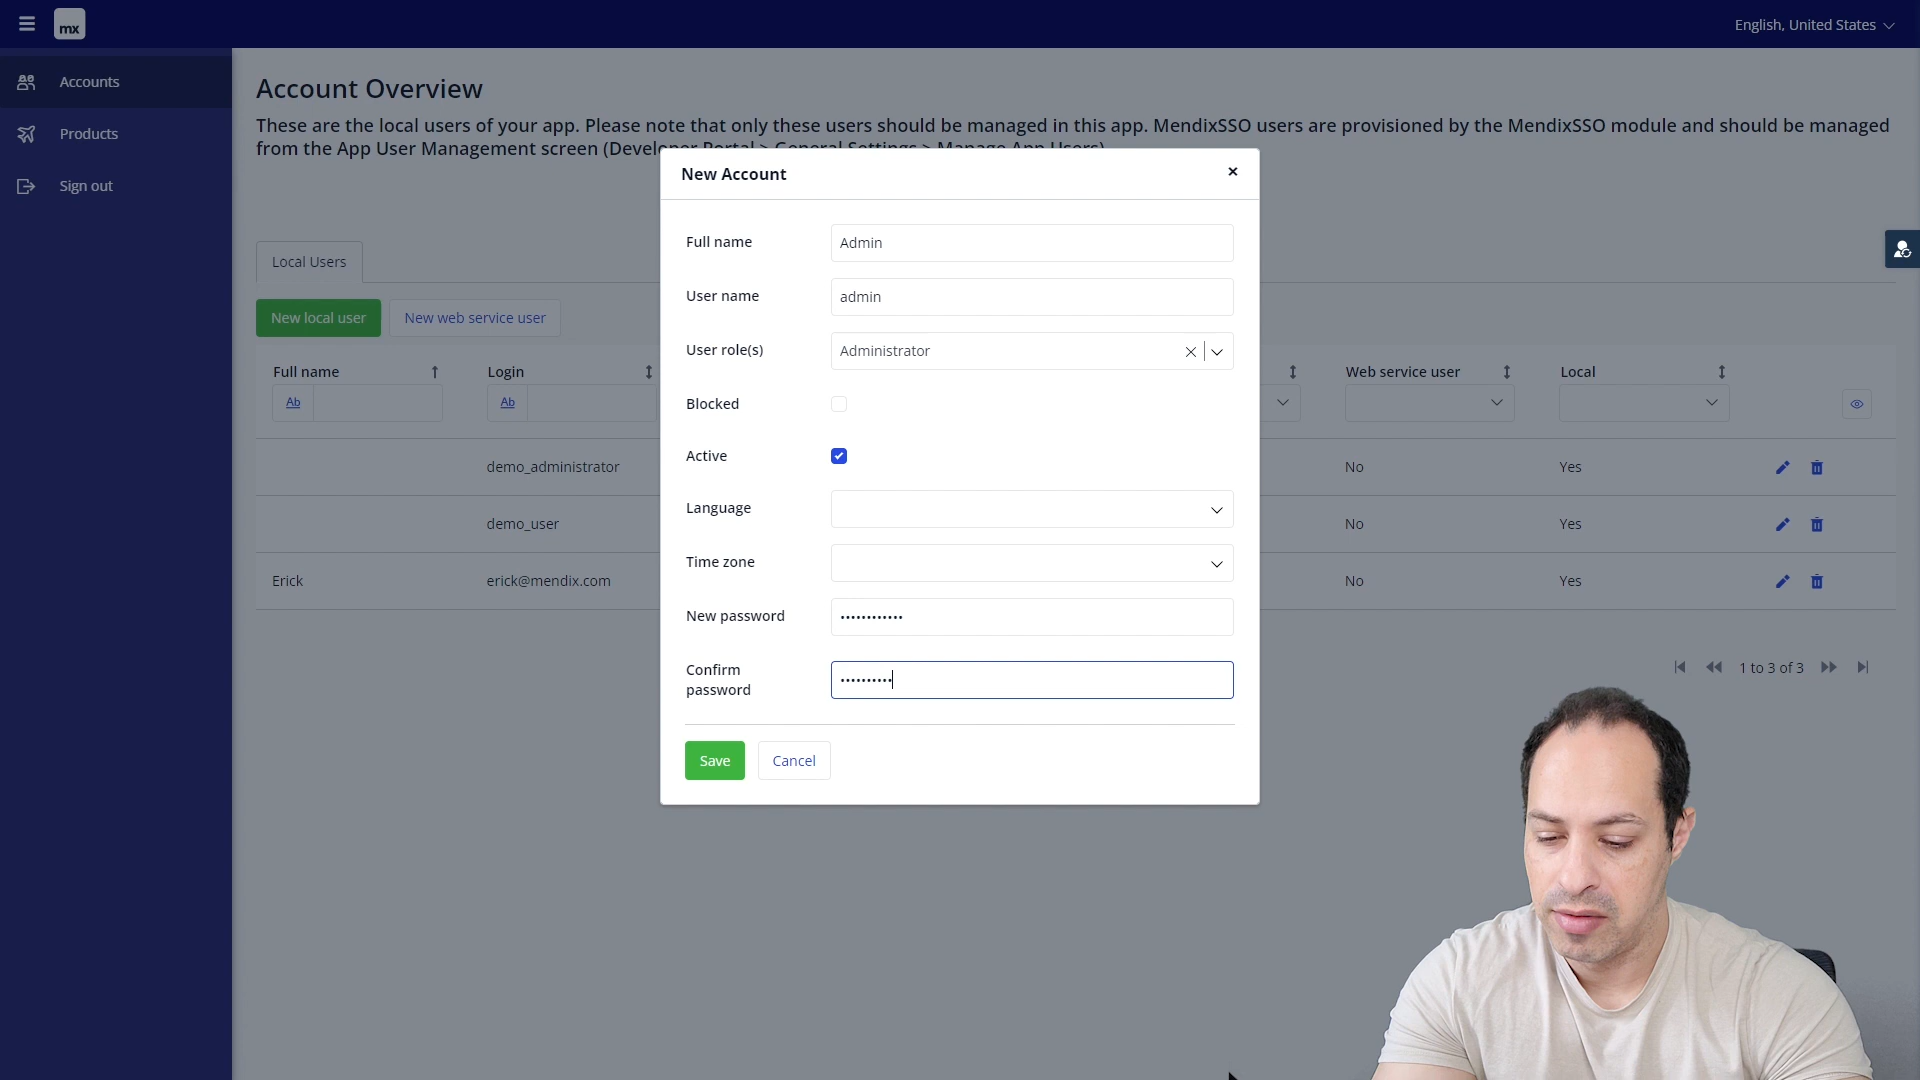 mx
English, United States
Accounts
Products
Sign out
Account Overview
These are the local users of your app. Please note that only these users should be managed in this app. MendixSSO users are provisioned by the MendixSSO module and should be managed
from the App User Management screen (Developer Portal > General Settings > Manage App Users)
Local Users
New local user
New web service user
Full name
Login
Web service user
Local
Ab
Ab
demo_administrator
No
Yes
demo_user
No
Yes
Erick
erick@mendix.com
No
Yes
1 to 3 of 3
New Account
×
Full name
Admin
User name
admin
User role(s)
Administrator
Blocked
Active
Language
Time zone
New password
••••••••••••
Confirm
password
••••••••••
Save
Cancel